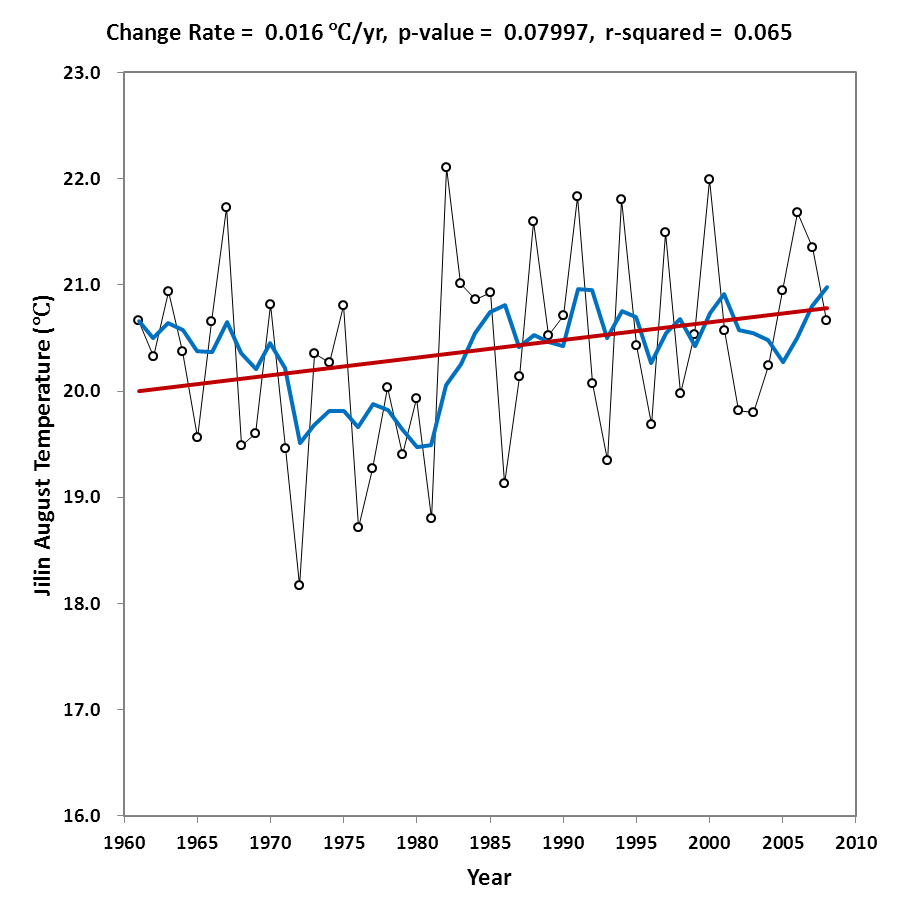 Change Rate = 0.016 ℃/yr, p-value = 0.07997, r-squared = 0.065
23.0
22.0
21.0
20.0
19.0
18.0
17.0
16.0
Jilin August Temperature (℃)
1960 1965 1970 1975 1980 1985 1990 1995 2000 2005 2010
Year